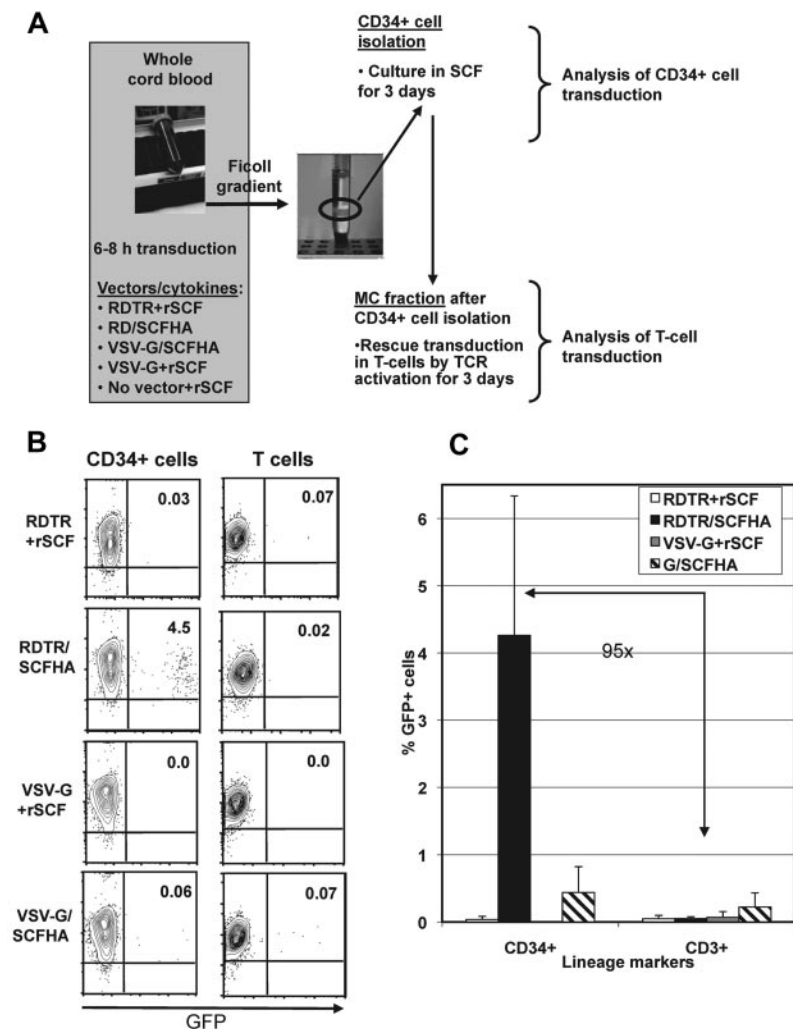 A
Whole
cord blood
6-8 h transduction
Vectors/cytokines:
• RDTR+rSCF
• RD/SCFHA
• VSV-G/SCFHA
• VSV-G+rSCF
• No vector+rSCF
Ficoll
gradient
CD34+ cell
isolation
• Culture in SCF
for 3 days
Analysis of CD34+ cell
transduction
MC fraction after
CD34+ cell isolation
•Rescue transduction
in T-cells by TCR
activation for 3 days
Analysis of T-cell
transduction
B
CD34+ cells
T cells
RDTR
+rSCF
0.03
0.07
RDTR/
SCFHA
4.5
0.02
VSV-G
+rSCF
0.0
0.0
VSV-G/
SCFHA
0.06
0.07
GFP
C
RDTR+rSCF
RDTR/SCFHA
VSV-G+rSCF
G/SCFHA
95x
% GFP+ cells
6
5
4
3
2
1
0
CD34+
CD3+
Lineage markers